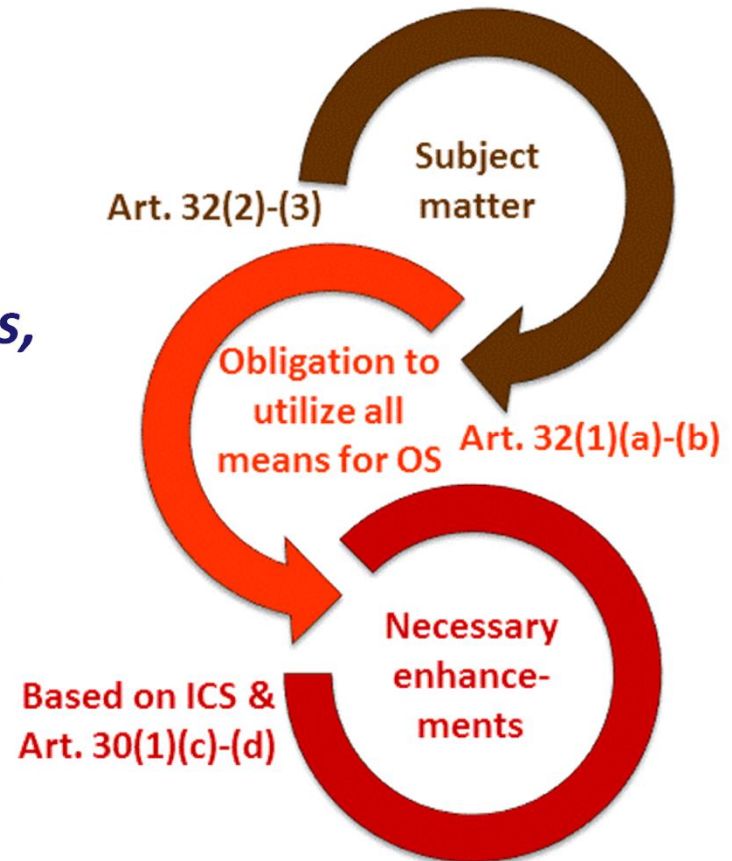 Subject
matter
Art. 32(2)-(3)
s,
Obligation to
utilize all
means for OS
Art. 32(1)(a)-(b)
Necessary
enhance-
ments
Based on ICS &
Art. 30(1)(c)-(d)